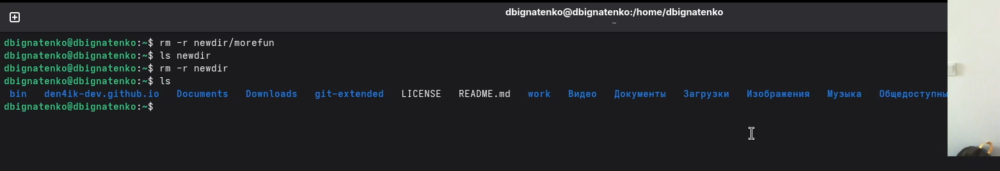 dbignatenko@dbignatenko:/home/dbignatenko
~
dbignatenko@dbignatenko:~$ rm -r newdir/morefun
dbignatenko@dbignatenko:~$ ls newdir
dbignatenko@dbignatenko:~$ rm -r newdir
dbignatenko@dbignatenko:~$ ls
bin den4ik-dev.github.io Documents Downloads git-extended LICENSE README.md work Видео Документы Загрузки Изображения Музыка
dbignatenko@dbignatenko:~$